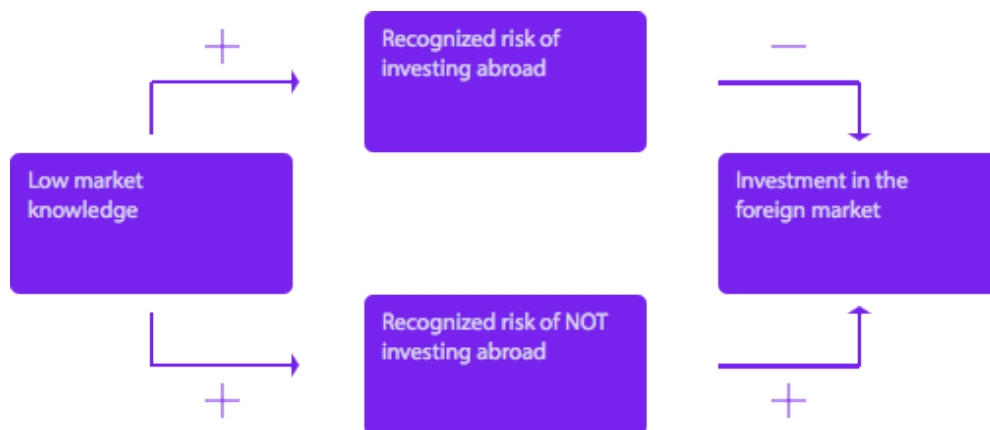 +
Recognized risk of
investing abroad
−
Low market
knowledge
Investment in the
foreign market
Recognized risk of NOT
investing abroad
+
+